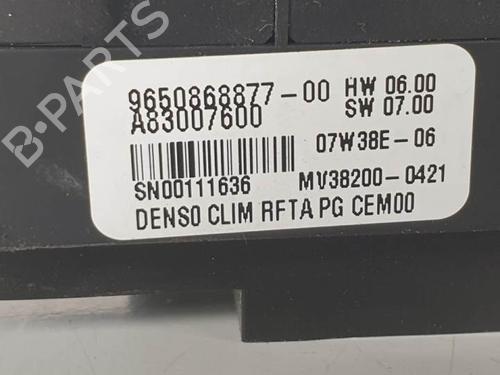 9650868877-00 HW 06.00
A83007600 SW 07.00
07W38E-06
SN00111636 MV38200-0421
DENSO CLIM RFTA PG CEM00
B-PARTS